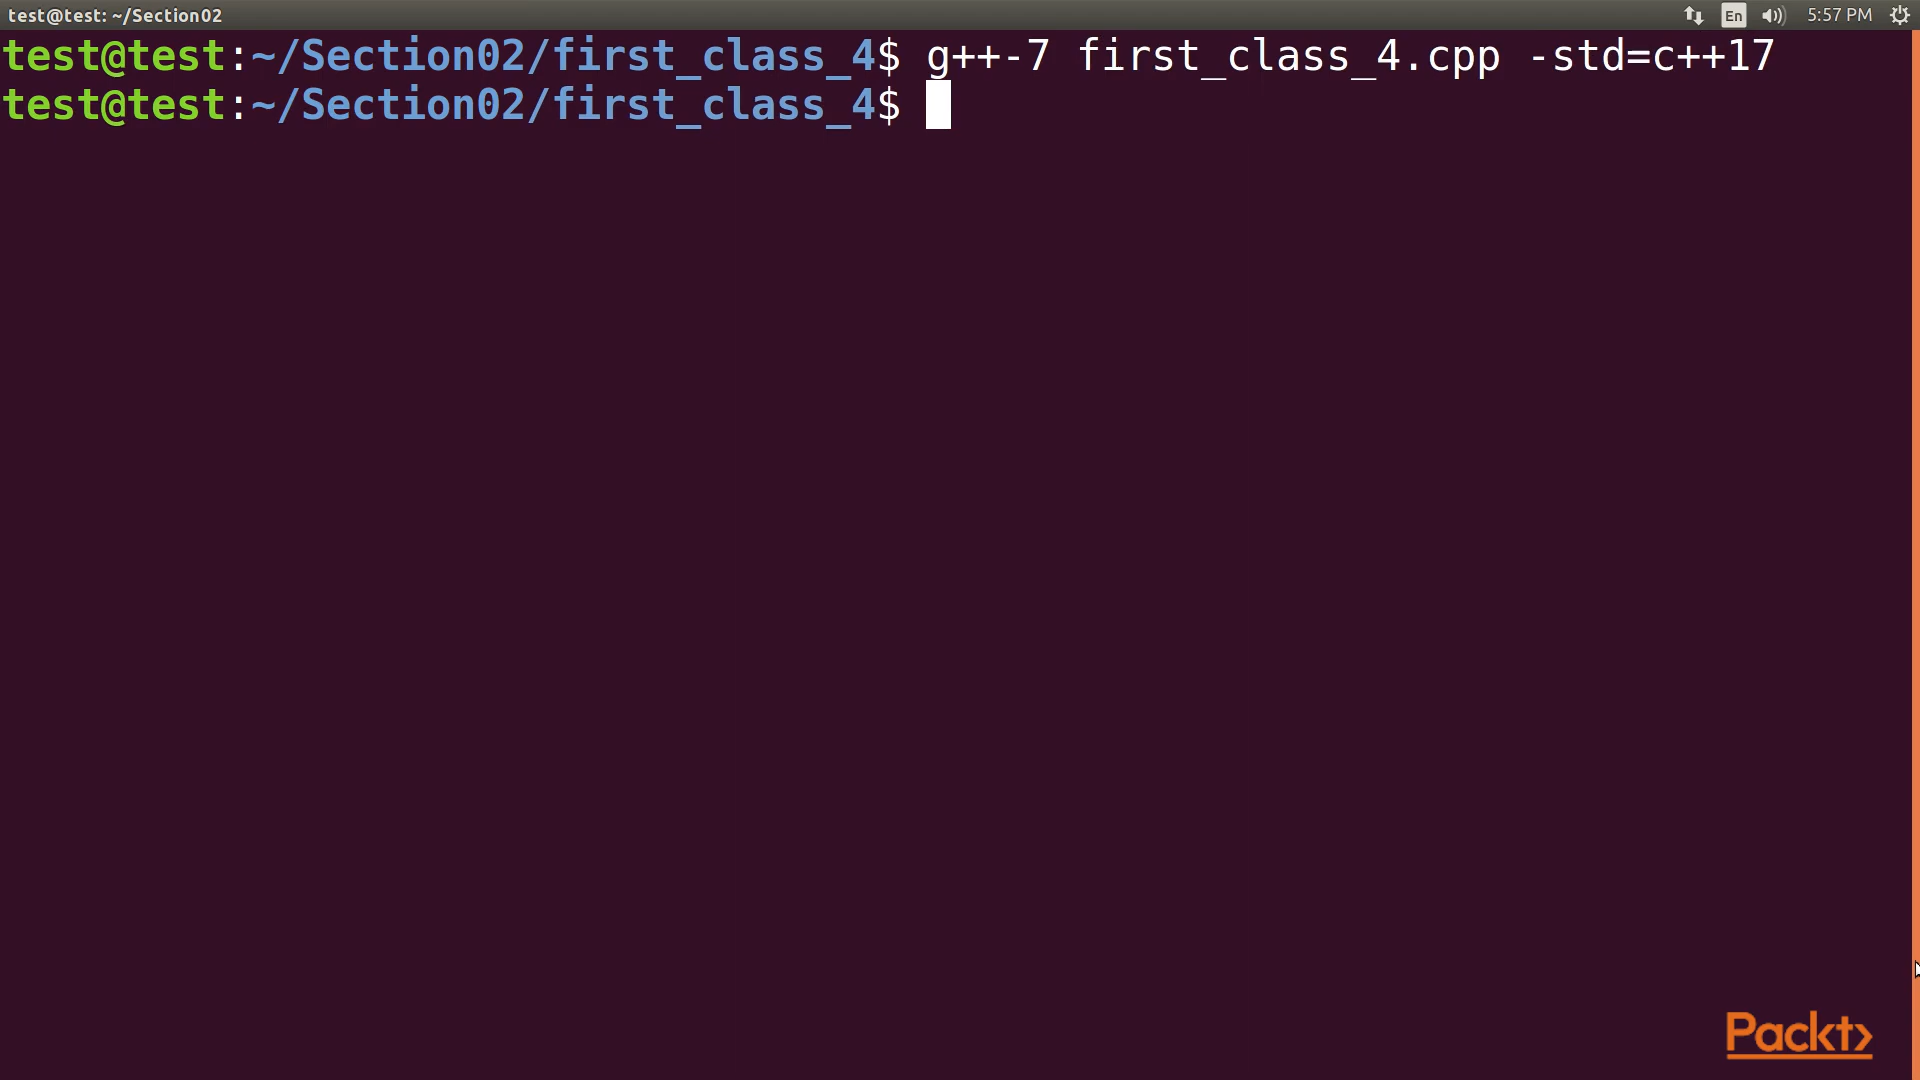 test@test: ~/Section02
En
5:57 PM
test@test:~/Section02/first_class_4$ g++-7 first_class_4.cpp -std=c++17
test@test:~/Section02/first_class_4$
Packt>